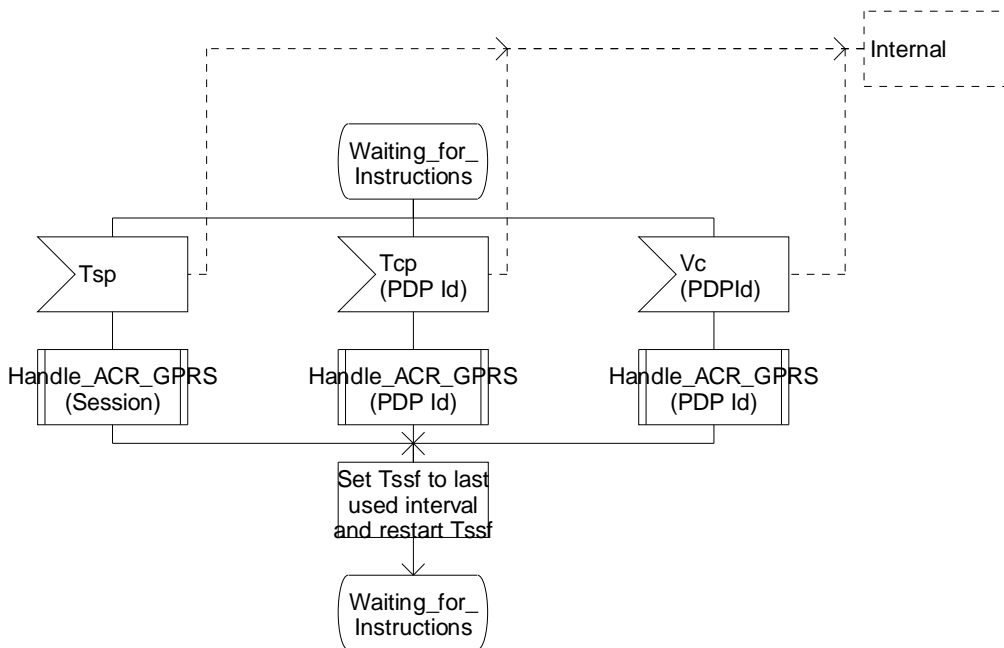 Internal
Waiting_for_
Instructions
Tsp
Tcp
(PDP Id)
Vc
(PDPId)
Handle_ACR_GPRS
(Session)
Handle_ACR_GPRS
(PDP Id)
Handle_ACR_GPRS
(PDP Id)
Set Tssf to last
used interval
and restart Tssf
Waiting_for_
Instructions